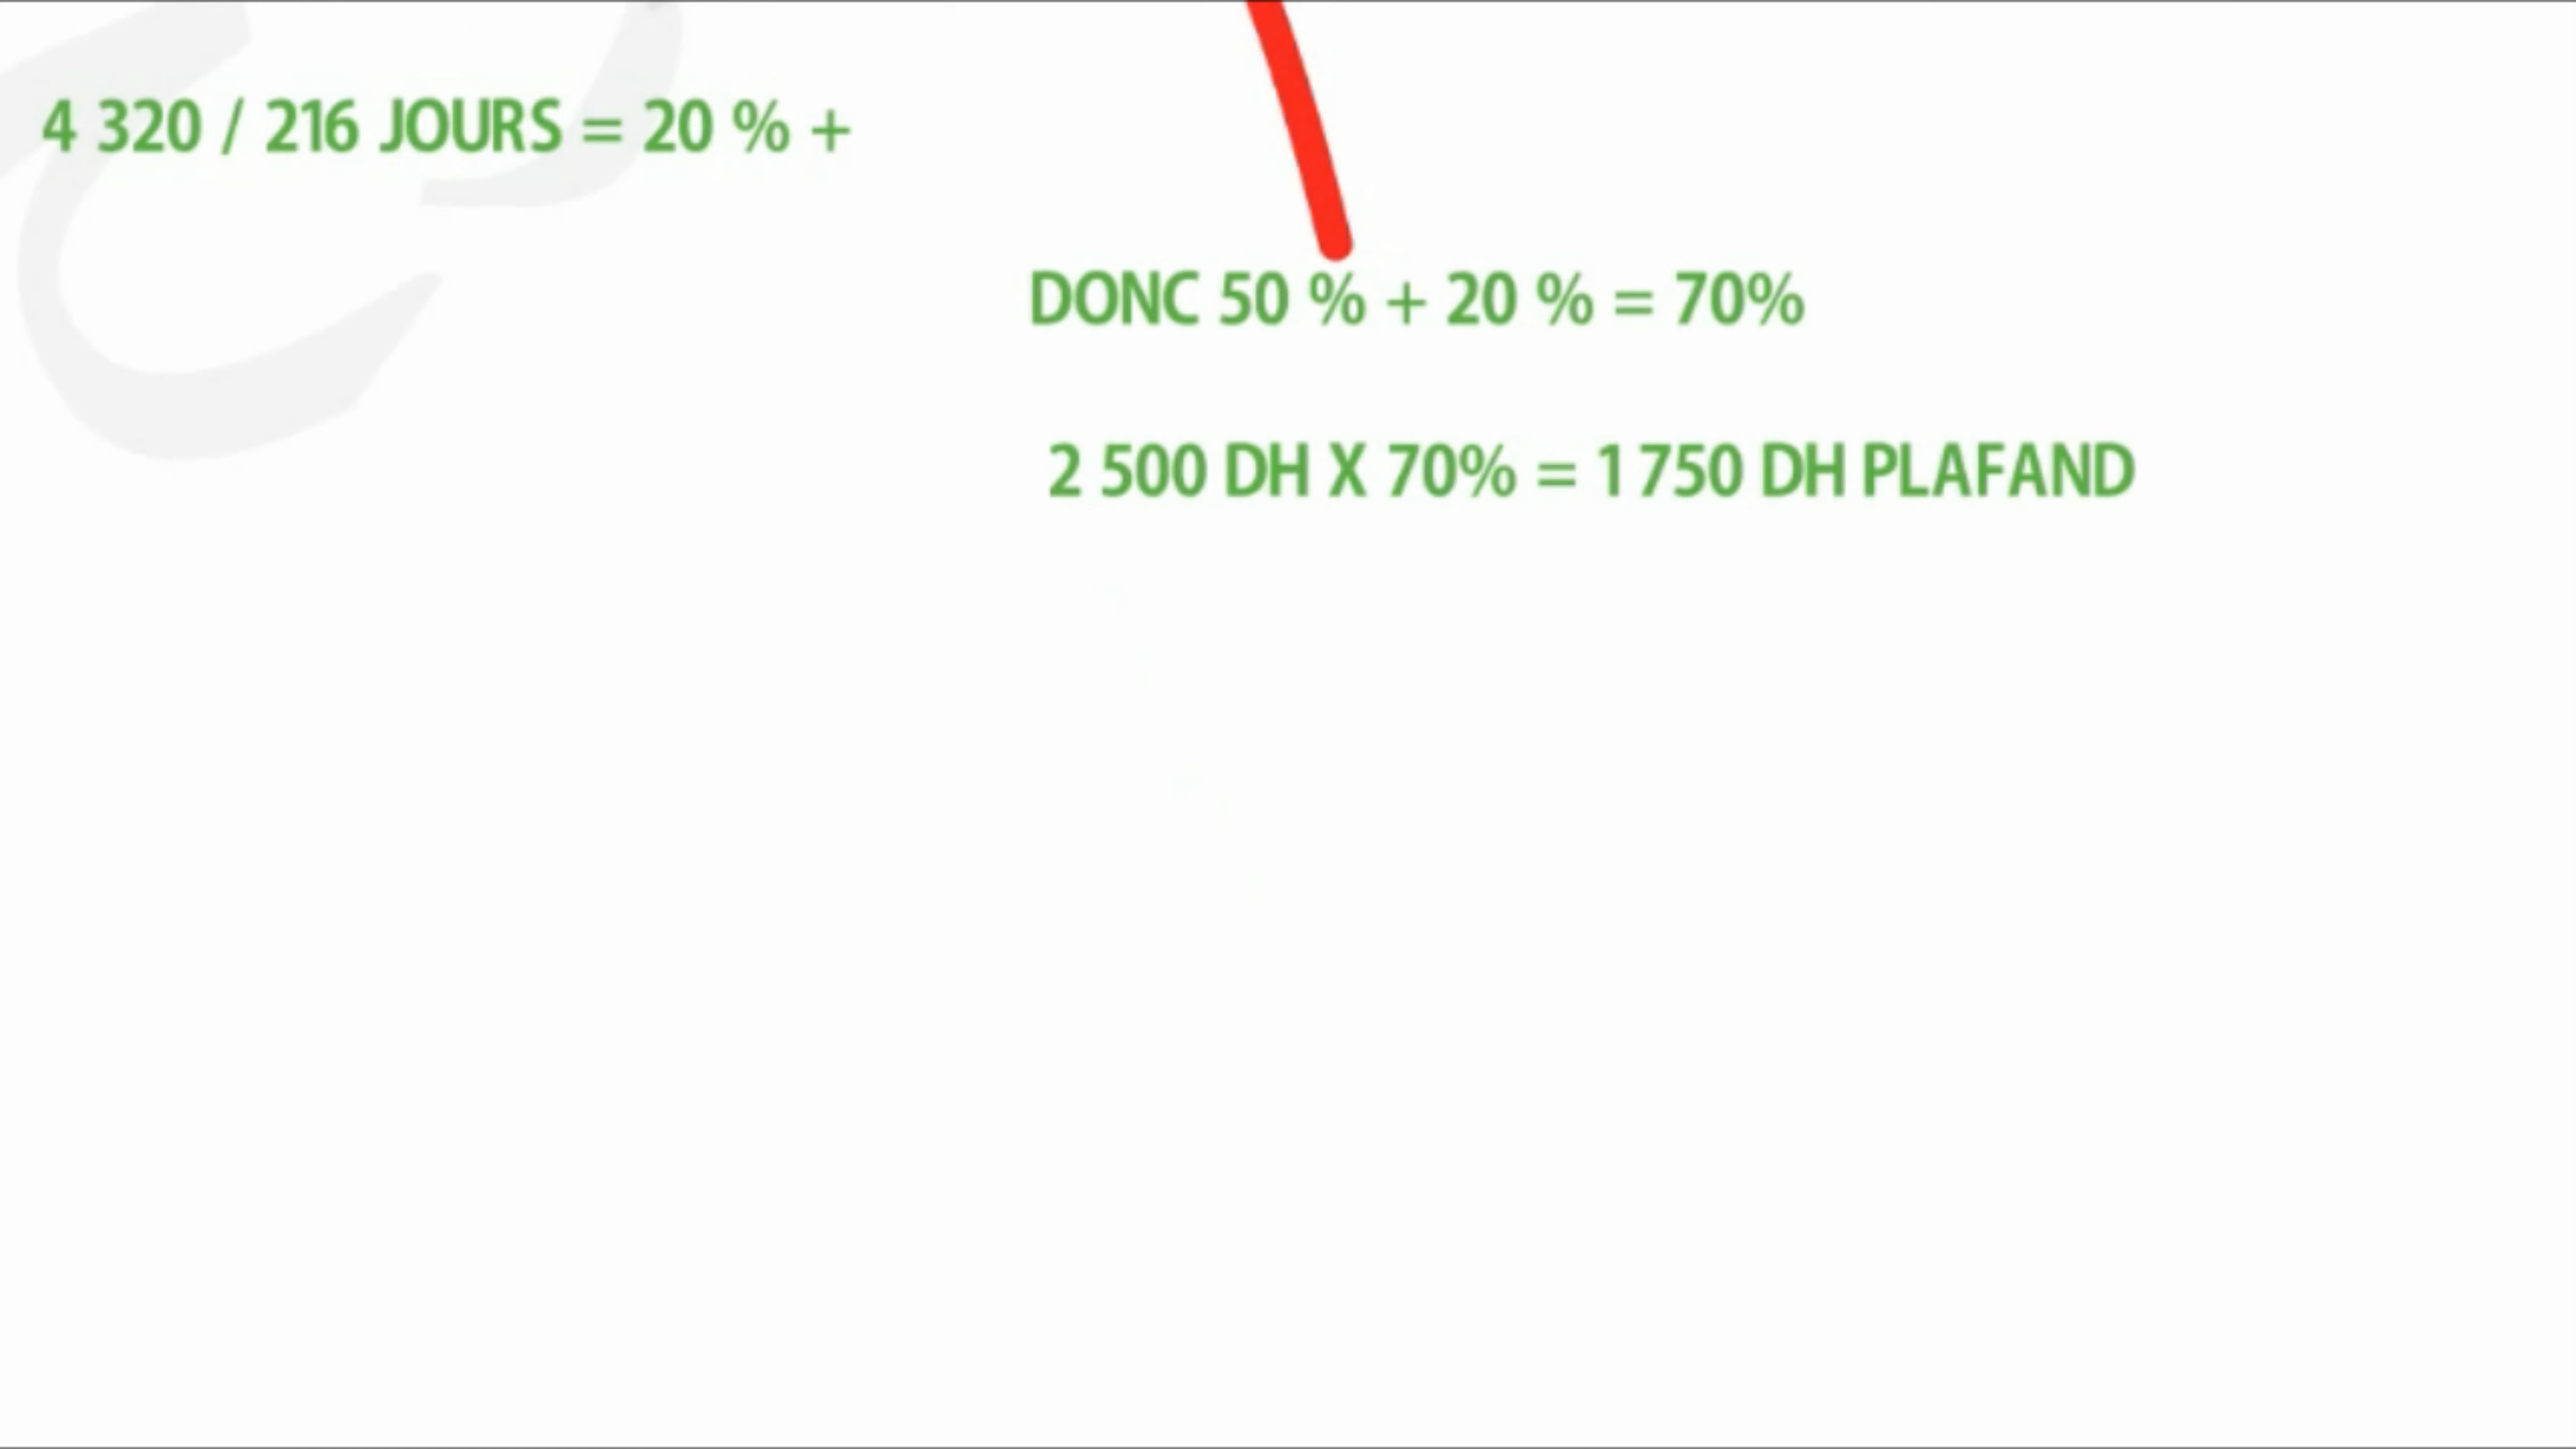 4 320 / 216 JOURS = 20 % +
DONC 50 % + 20 % = 70%
2 500 DH X 70% = 1 750 DH PLAFAND